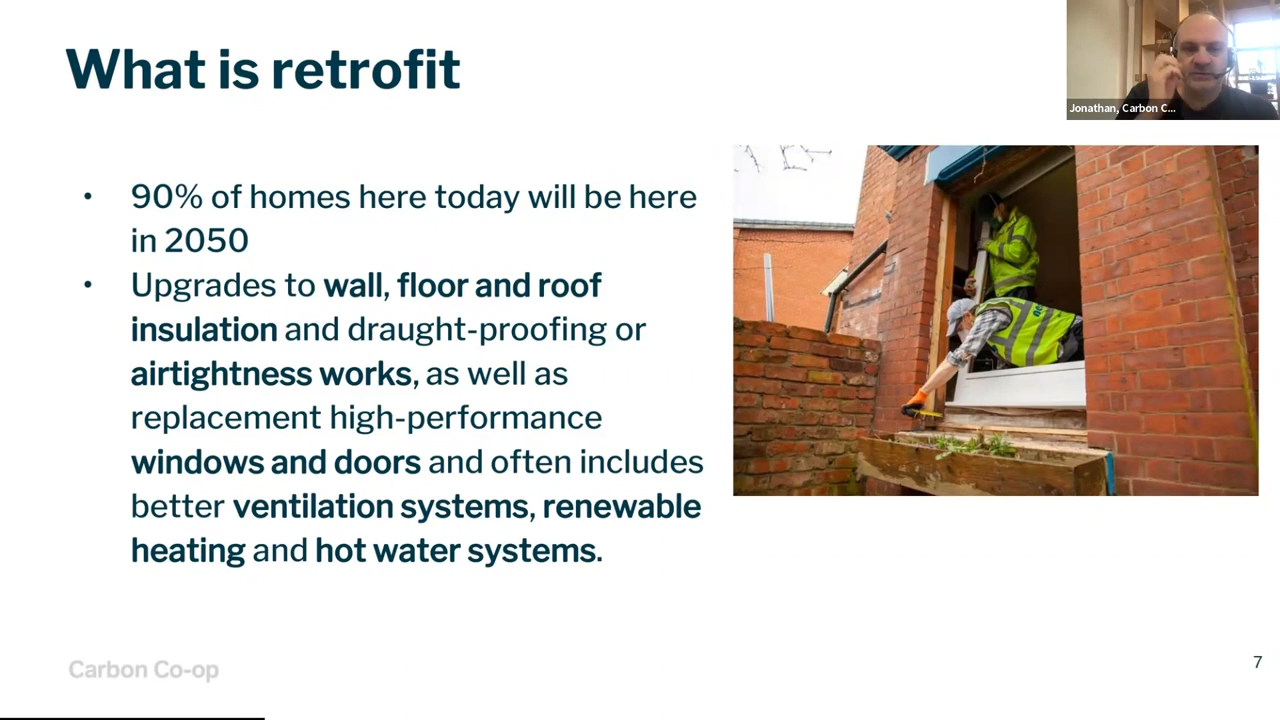 What is retrofit
Jonathan, Carbon C...
• 90% of homes here today will be here
in 2050
• Upgrades to wall, floor and roof
insulation and draught-proofing or
airtightness works, as well as
replacement high-performance
windows and doors and often includes
better ventilation systems, renewable
heating and hot water systems.
Carbon Co-op
7